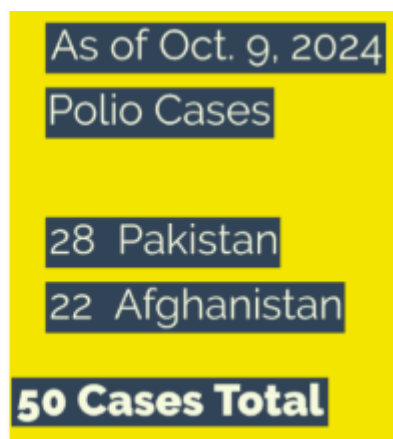 As of Oct. 9, 2024
Polio Cases
28 Pakistan
22 Afghanistan
50 Cases Total